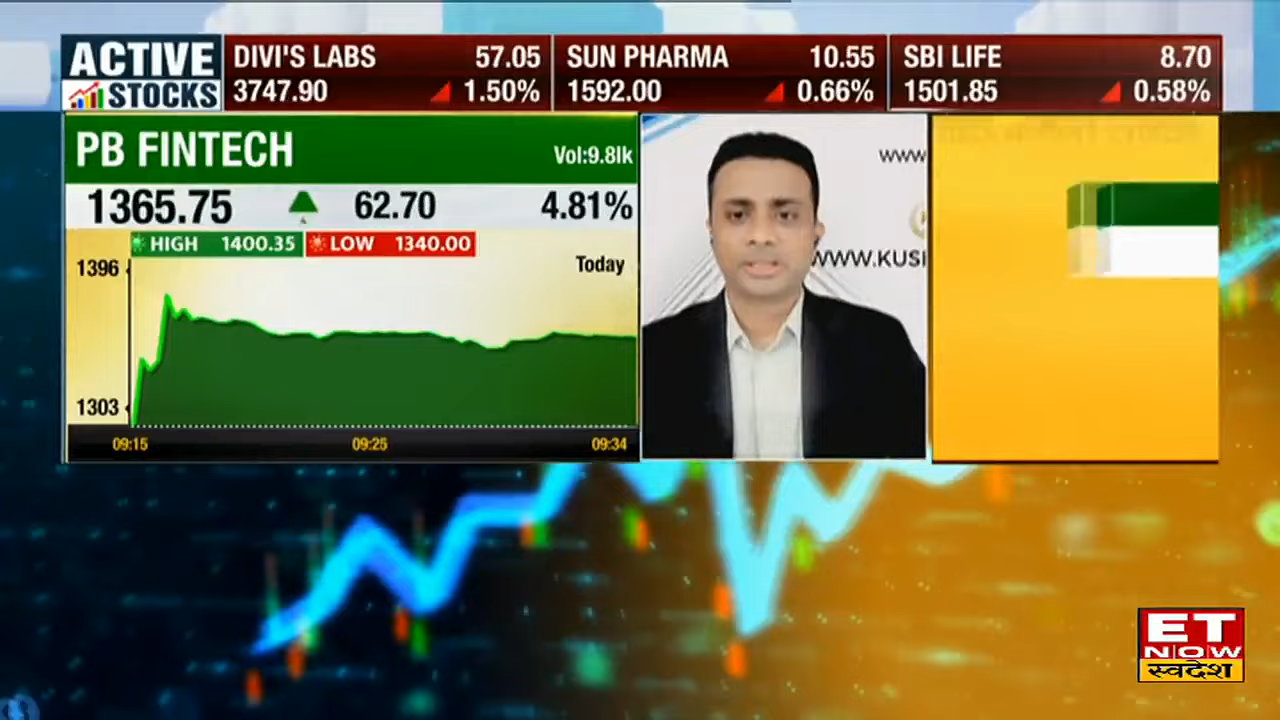 ACTIVE
STOCKS
DIVI'S LABS 57.05
3747.90 1.50%
SUN PHARMA 10.55
1592.00 0.66%
SBI LIFE 8.70
1501.85 0.58%
PB FINTECH Vol:9.8lk
1365.75 62.70 4.81%
HIGH 1400.35 LOW 1340.00
Today
1396
1303
09:15 09:25 09:34
www
WWW.KUSI
ET
NOW
स्वदेश